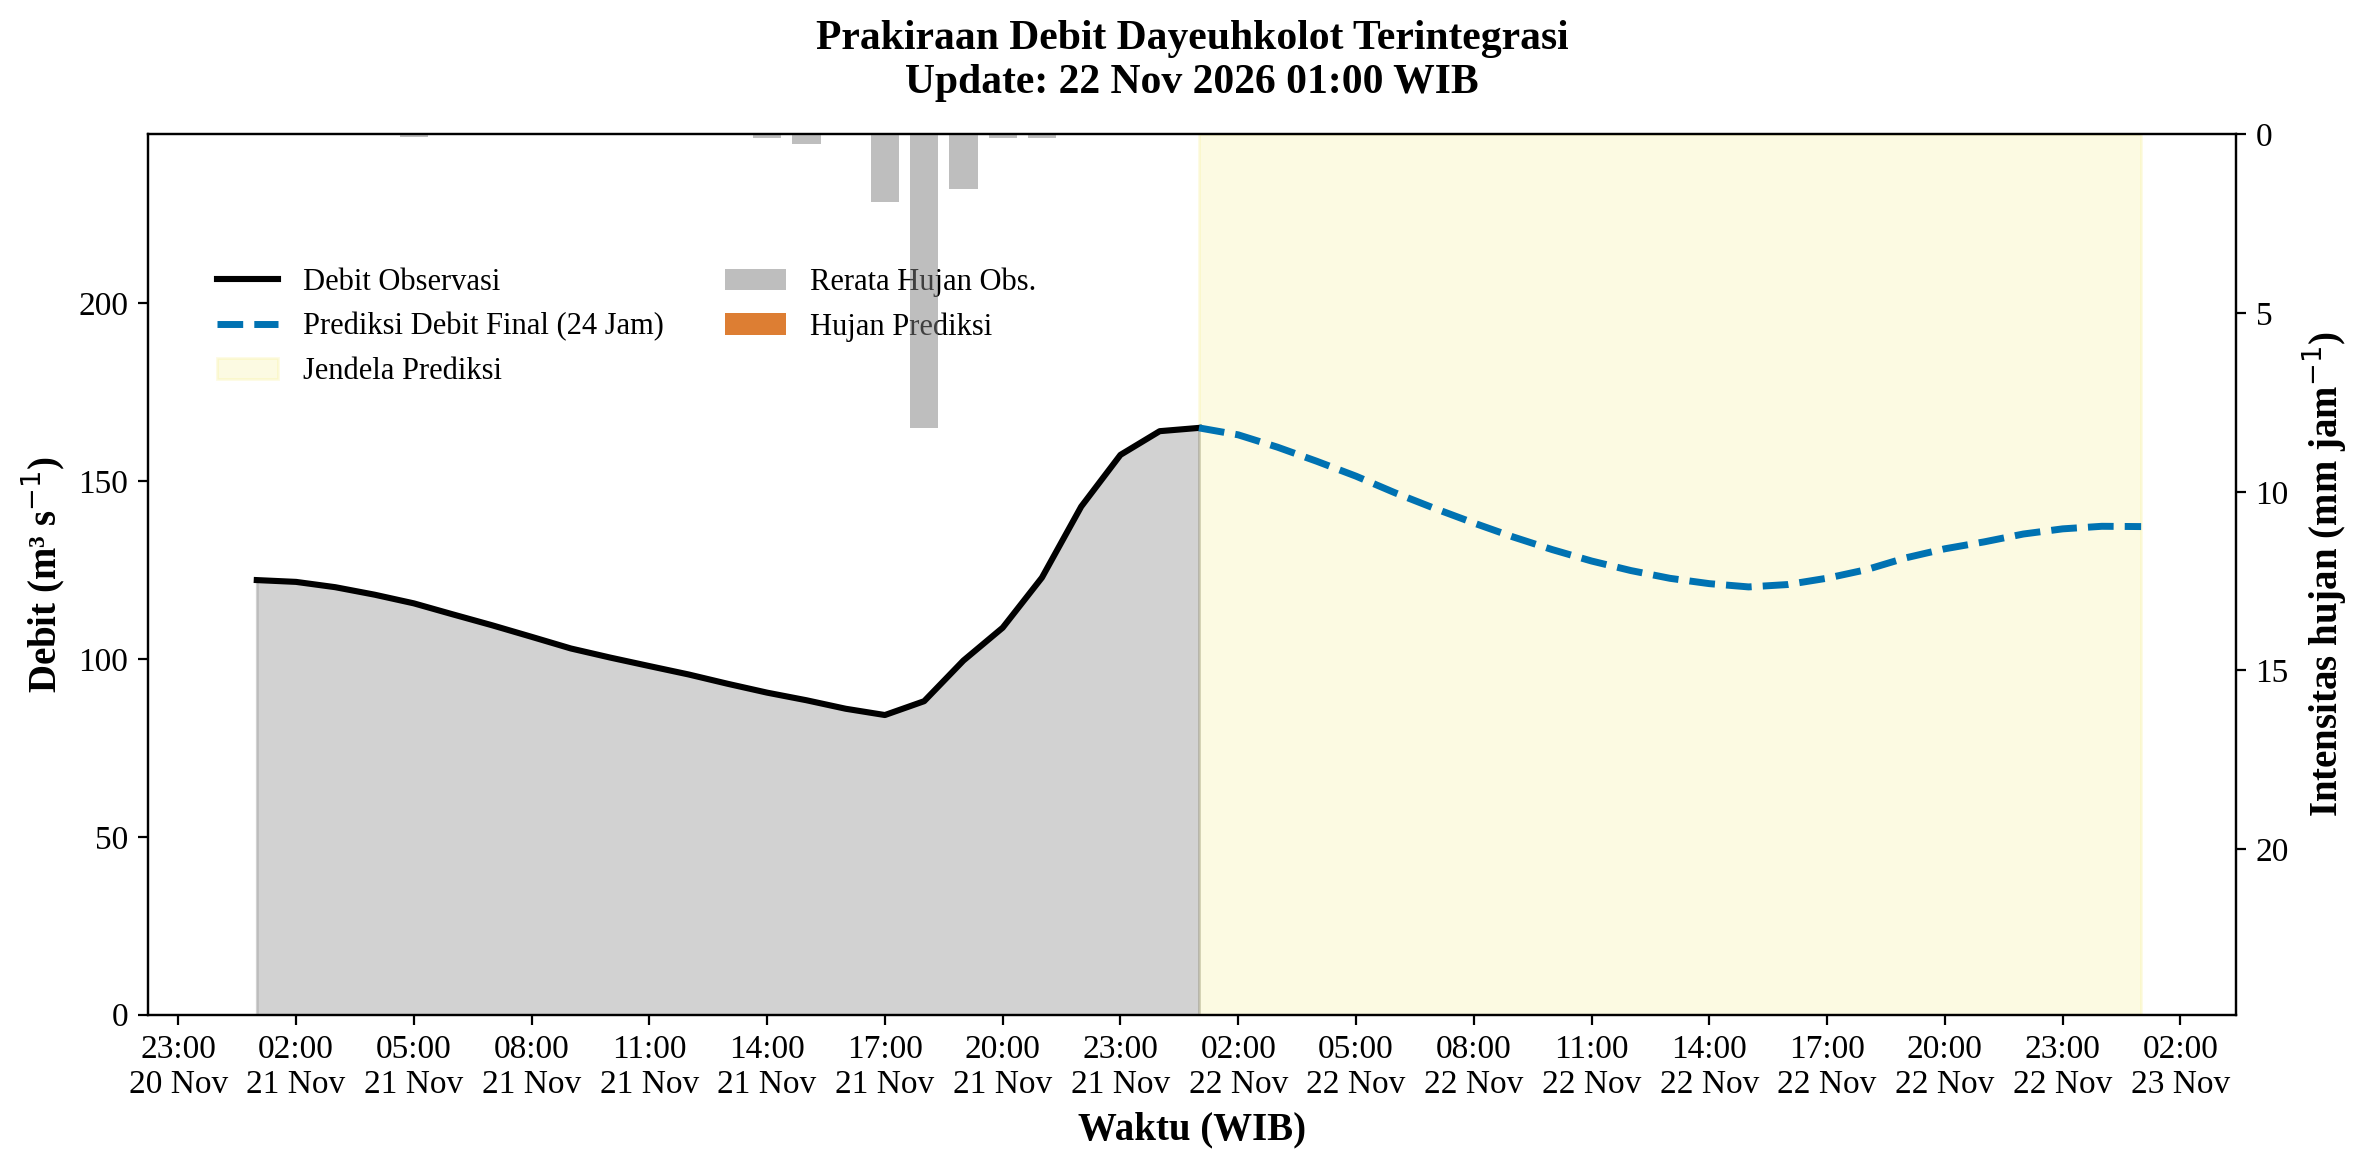 Prakiraan Debit Dayeuhkolot Terintegrasi
Update: 22 Nov 2026 01:00 WIB
Debit Observasi
Prediksi Debit Final (24 Jam)
Jendela Prediksi
Rerata Hujan Obs.
Hujan Prediksi
Debit (m³ s⁻¹)
200
150
100
50
0
Intensitas hujan (mm jam⁻¹)
0
5
10
15
20
23:00 02:00 05:00 08:00 11:00 14:00 17:00 20:00 23:00 02:00 05:00 08:00 11:00 14:00 17:00 20:00 23:00 02:00
20 Nov 21 Nov 21 Nov 21 Nov 21 Nov 21 Nov 21 Nov 21 Nov 21 Nov 22 Nov 22 Nov 22 Nov 22 Nov 22 Nov 22 Nov 22 Nov 22 Nov 23 Nov
Waktu (WIB)